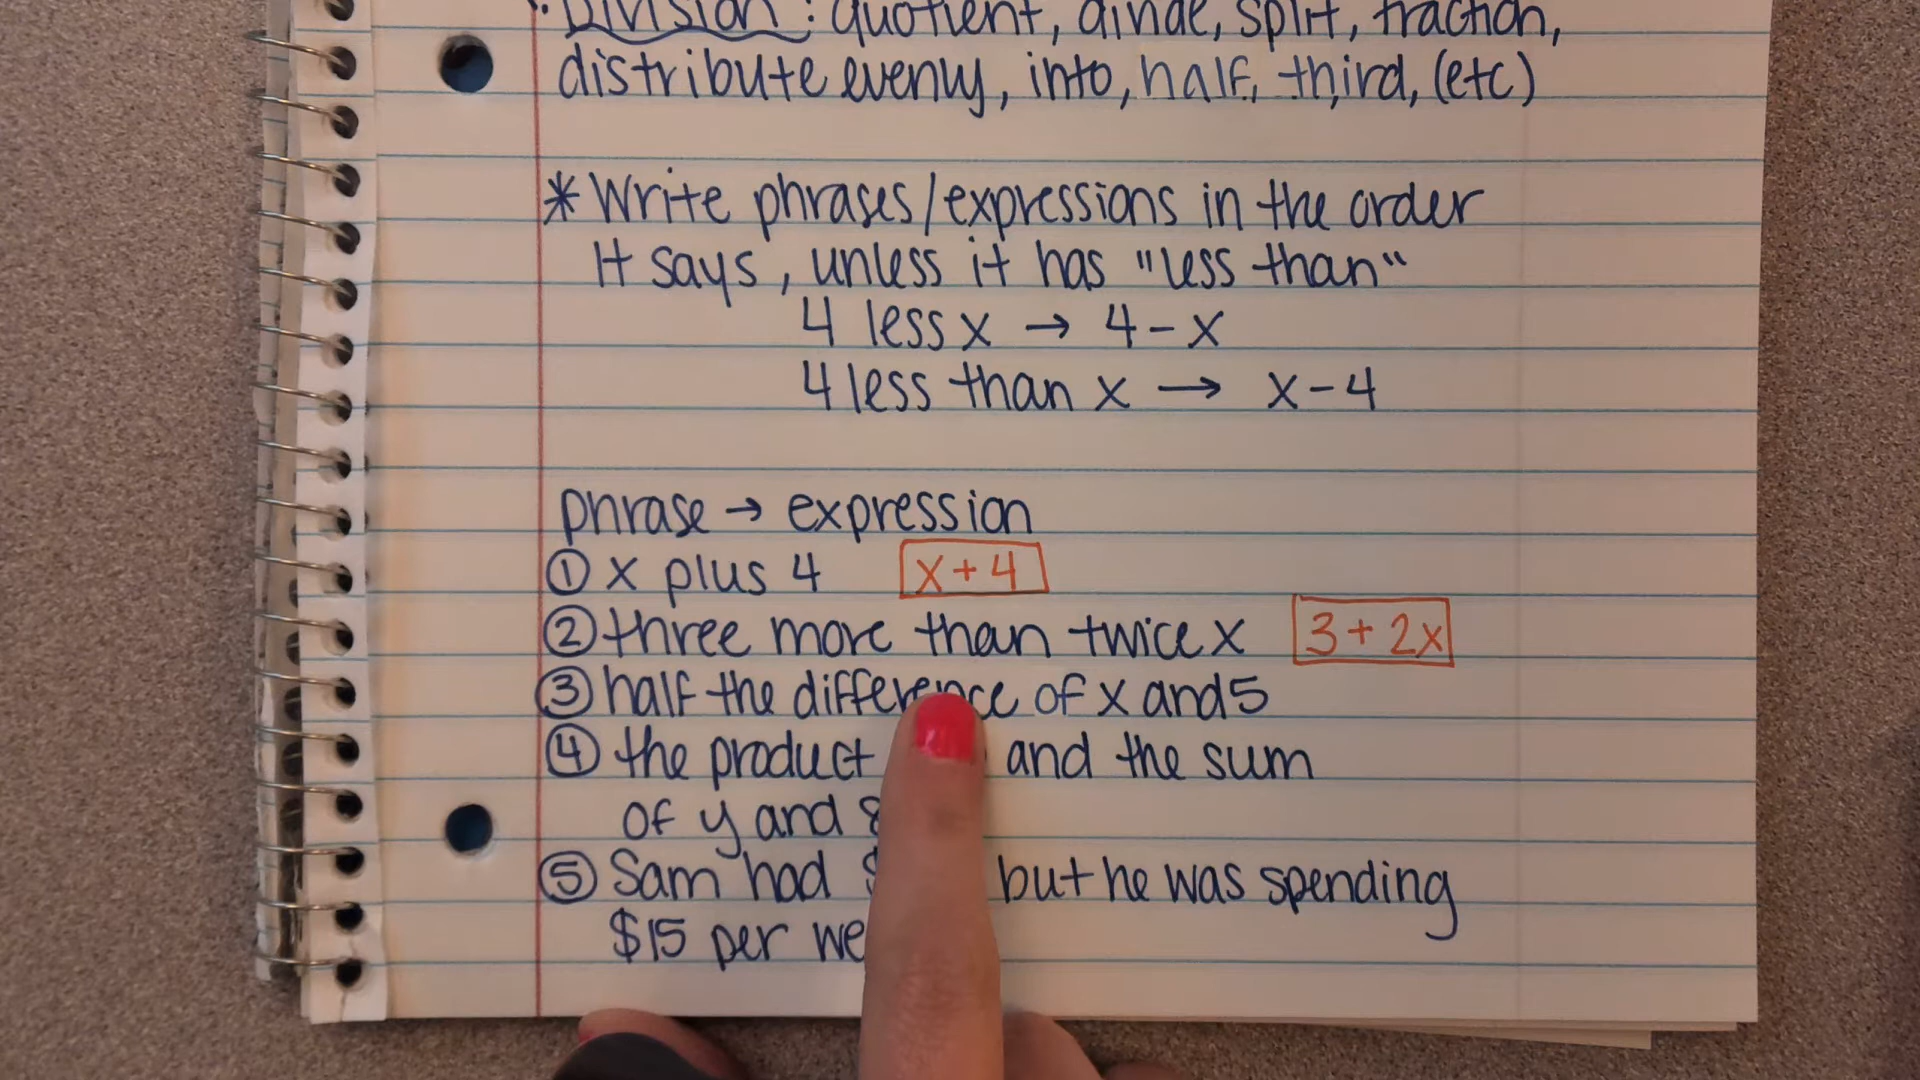 Division: quotient, divide, split, fraction,
distribute evenly, into, half, third, (etc)
* Write phrases/expressions in the order
It says, unless it has "less than"
4 less x → 4 - x
4 less than x → x - 4
phrase → expression
① x plus 4 x + 4
② three more than twice x 3 + 2x
③ half the difference of x and 5
④ the product and the sum
of y and 8
⑤ Sam had $ but he was spending
$15 per we